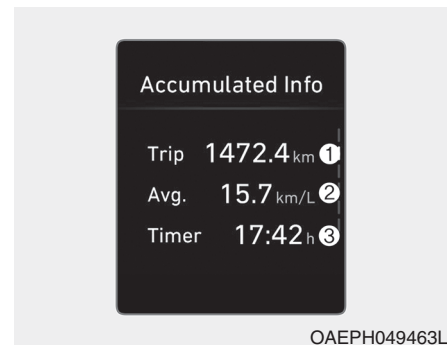 Accumulated Info
Trip 1472.4 km ①
Avg. 15.7 km/L ②
Timer 17:42 h ③
OAEPH049463L